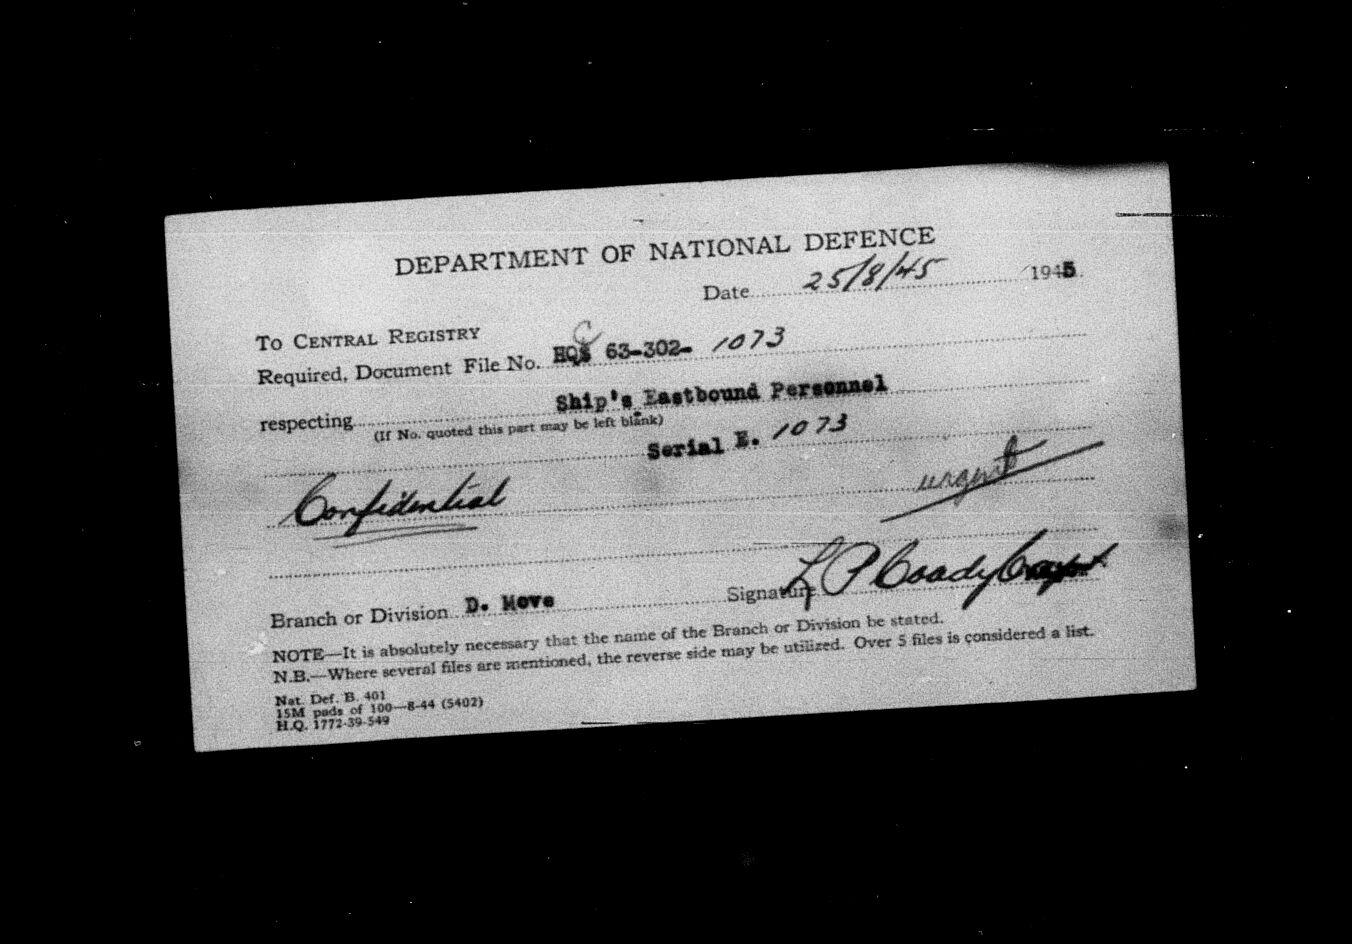 DEPARTMENT OF NATIONAL DEFENCE
Date 25/8/45 1945.
To CENTRAL REGISTRY
Required, Document File No. HQC 63-302- 1073
respecting Ship's Eastbound Personnel
(If No. quoted this part may be left blank)
Serial E. 1073
urgent
Confidential
Branch or Division D. Move Signature L P Coady
NOTE—It is absolutely necessary that the name of the Branch or Division be stated.
N.B.—Where several files are mentioned, the reverse side may be utilized. Over 5 files is considered a list.
Nat. Def. B. 401
15M pads of 100—8-44 (5402)
H.Q. 1772-39-549